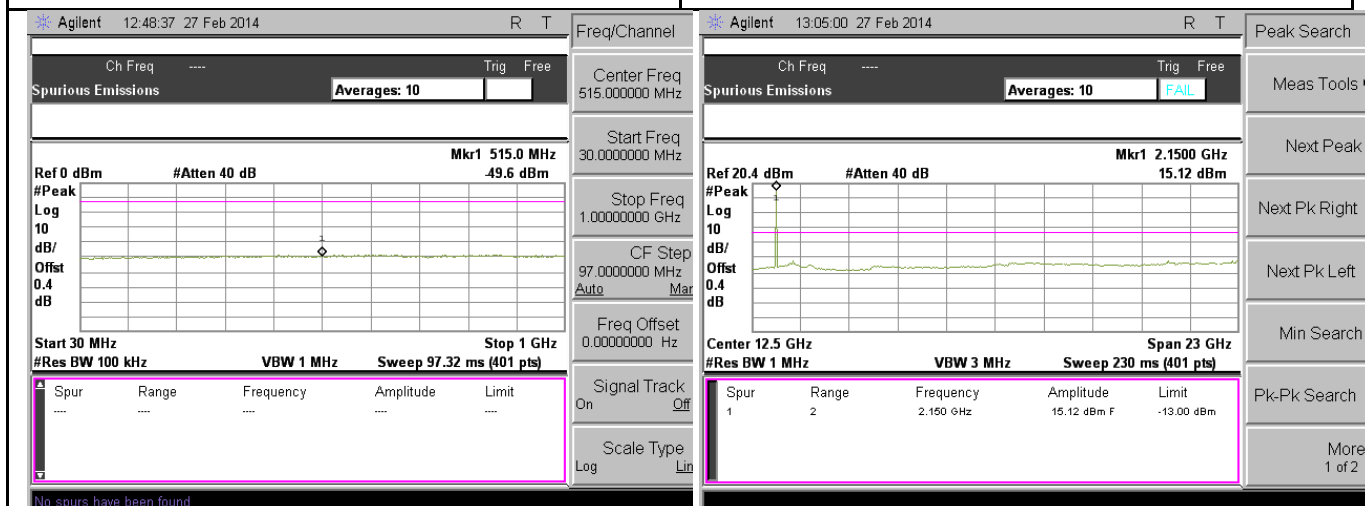 Agilent 12:48:37 27 Feb 2014 R T
Freq/Channel
Ch Freq ---- Trig Free
Spurious Emissions Averages: 10
Center Freq
515.000000 MHz
Start Freq
30.0000000 MHz
Mkr1 515.0 MHz
Ref 0 dBm #Atten 40 dB -49.6 dBm
#Peak
Log
10
dB/
Offst
0.4
dB
1
Stop Freq
1.00000000 GHz
CF Step
97.0000000 MHz
Auto Man
Freq Offset
0.00000000 Hz
Start 30 MHz Stop 1 GHz
#Res BW 100 kHz VBW 1 MHz Sweep 97.32 ms (401 pts)
Signal Track
On Off
Scale Type
Log Lin
Spur Range Frequency Amplitude Limit
---- ---- ---- ---- ----
No spurs have been found
Agilent 13:05:00 27 Feb 2014 R T
Peak Search
Ch Freq ---- Trig Free
Spurious Emissions Averages: 10 FAIL
Meas Tools
Next Peak
Mkr1 2.1500 GHz
Ref 20.4 dBm #Atten 40 dB 15.12 dBm
#Peak
Log
10
dB/
Offst
0.4
dB
1
Next Pk Right
Next Pk Left
Min Search
Center 12.5 GHz Span 23 GHz
#Res BW 1 MHz VBW 3 MHz Sweep 230 ms (401 pts)
Pk-Pk Search
More
1 of 2
Spur Range Frequency Amplitude Limit
1 2 2.150 GHz 15.12 dBm F -13.00 dBm